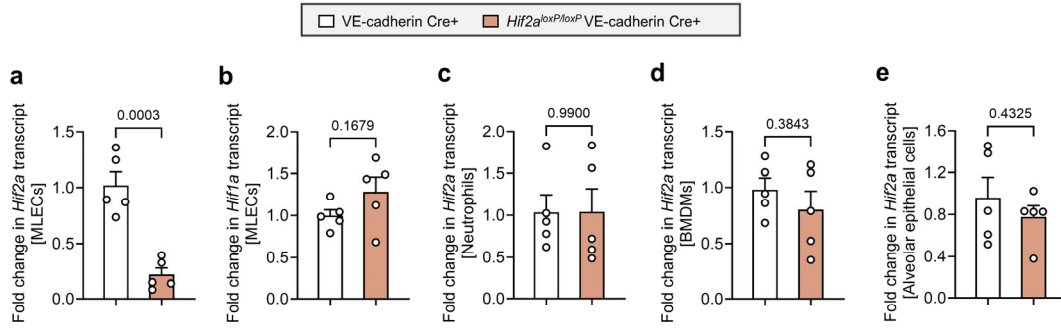 VE-cadherin Cre+ Hif2a^loxP/loxP VE-cadherin Cre+
a
Fold change in Hif2a transcript
[MLECs]
0.0003
1.5
1.0
0.5
0.0
b
Fold change in Hif1a transcript
[MLECs]
0.1679
2.0
1.5
1.0
0.5
0.0
c
Fold change in Hif2a transcript
[Neutrophils]
0.9900
2.0
1.5
1.0
0.5
0.0
d
Fold change in Hif2a transcript
[BMDMs]
0.3843
1.5
1.0
0.5
0.0
e
Fold change in Hif2a transcript
[Alveolar epithelial cells]
0.4325
1.6
1.2
0.8
0.4
0.0